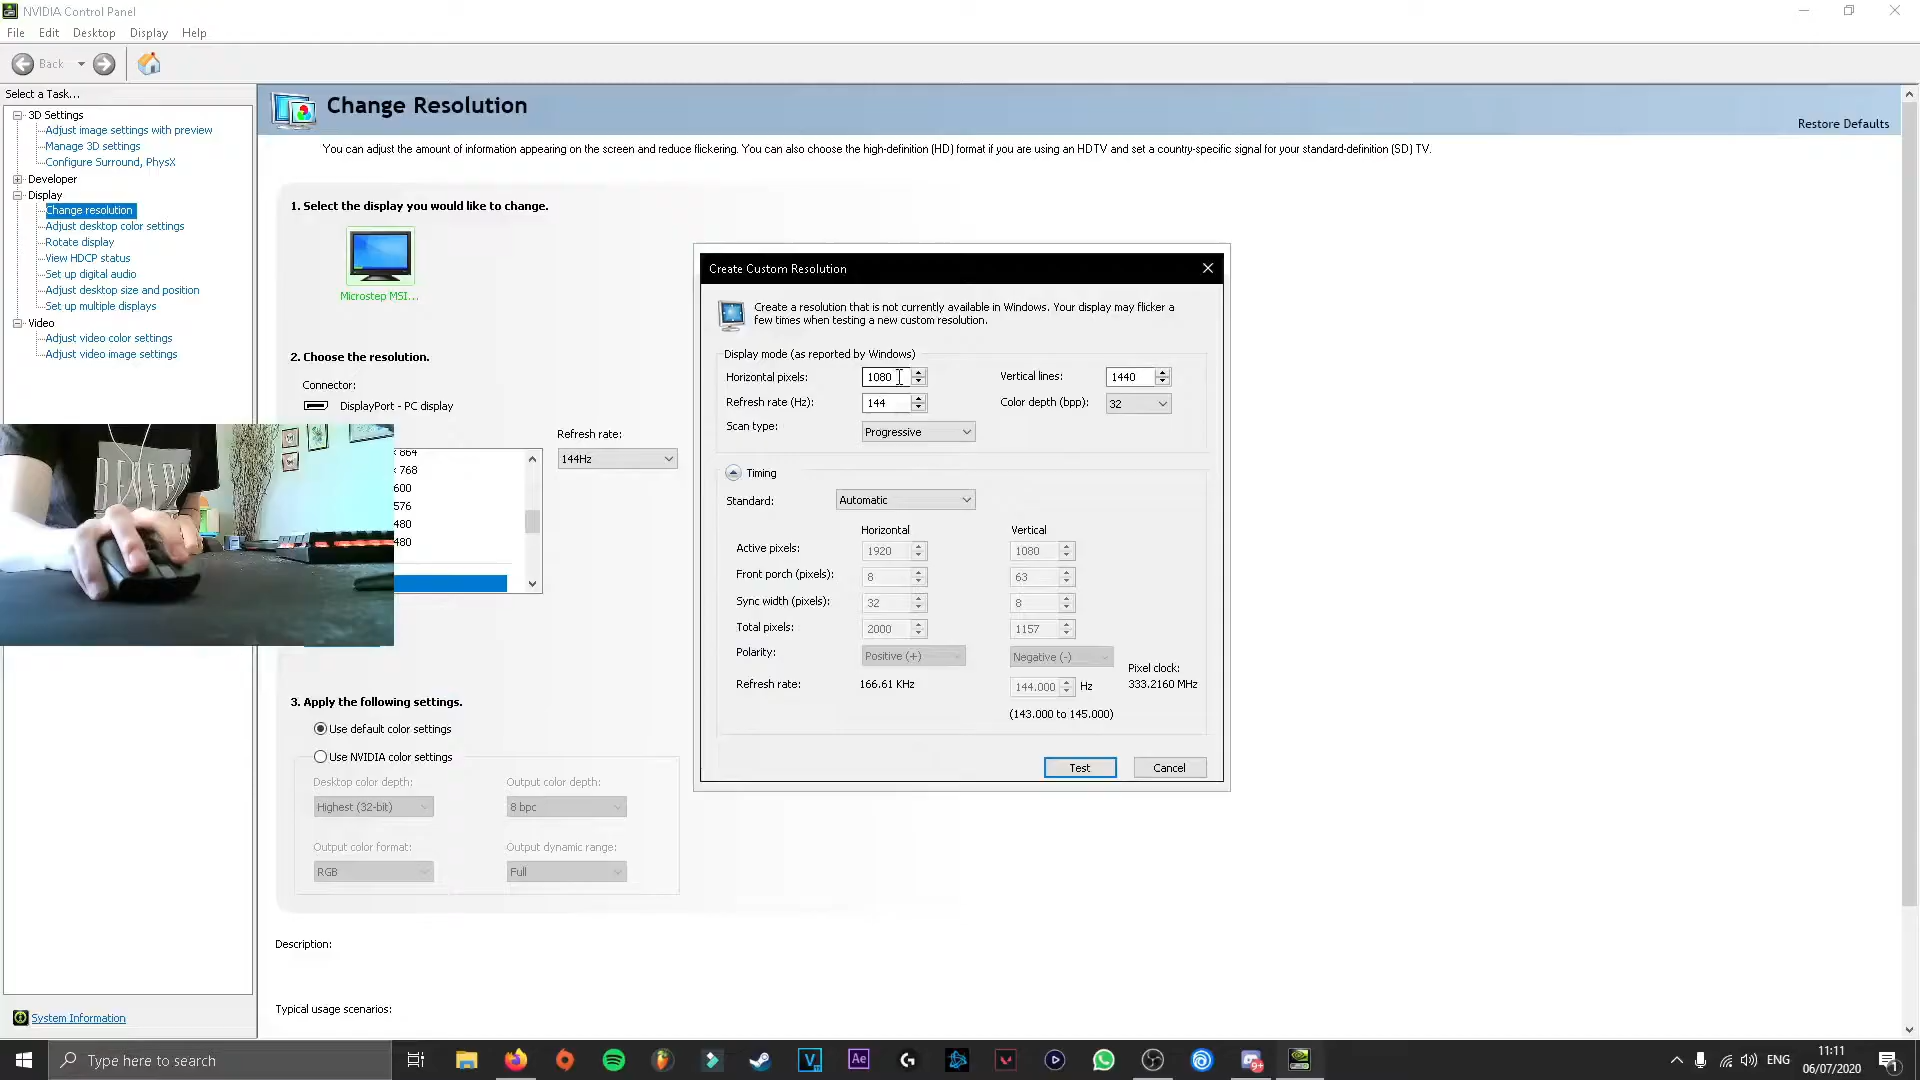 NVIDIA Control Panel
File Edit Desktop Display Help
Back
Select a Task...
3D Settings
Adjust image settings with preview
Manage 3D settings
Configure Surround, PhysX
Developer
Display
Change resolution
Adjust desktop color settings
Rotate display
View HDCP status
Set up digital audio
Adjust desktop size and position
Set up multiple displays
Video
Adjust video color settings
Adjust video image settings
System Information
Change Resolution
Restore Defaults
You can adjust the amount of information appearing on the screen and reduce flickering. You can also choose the high-definition (HD) format if you are using an HDTV and set a country-specific signal for your standard-definition (SD) TV.
1. Select the display you would like to change.
Microstep MSI...
2. Choose the resolution.
Connector:
DisplayPort - PC display
Refresh rate:
144Hz
× 864
× 768
600
576
480
480
3. Apply the following settings.
Use default color settings
Use NVIDIA color settings
Desktop color depth: Output color depth:
Highest (32-bit) 8 bpc
Output color format: Output dynamic range:
RGB Full
Description:
Typical usage scenarios:
Create Custom Resolution
Create a resolution that is not currently available in Windows. Your display may flicker a
few times when testing a new custom resolution.
Display mode (as reported by Windows)
Horizontal pixels: 1080 Vertical lines: 1440
Refresh rate (Hz): 144 Color depth (bpp): 32
Scan type: Progressive
Timing
Standard: Automatic
Horizontal Vertical
Active pixels: 1920 1080
Front porch (pixels): 8 63
Sync width (pixels): 32 8
Total pixels: 2000 1157
Polarity: Positive (+) Negative (-)
Pixel clock:
Refresh rate: 166.61 KHz 144.000 Hz 333.2160 MHz
(143.000 to 145.000)
Test Cancel
Type here to search
ENG
11:11
06/07/2020